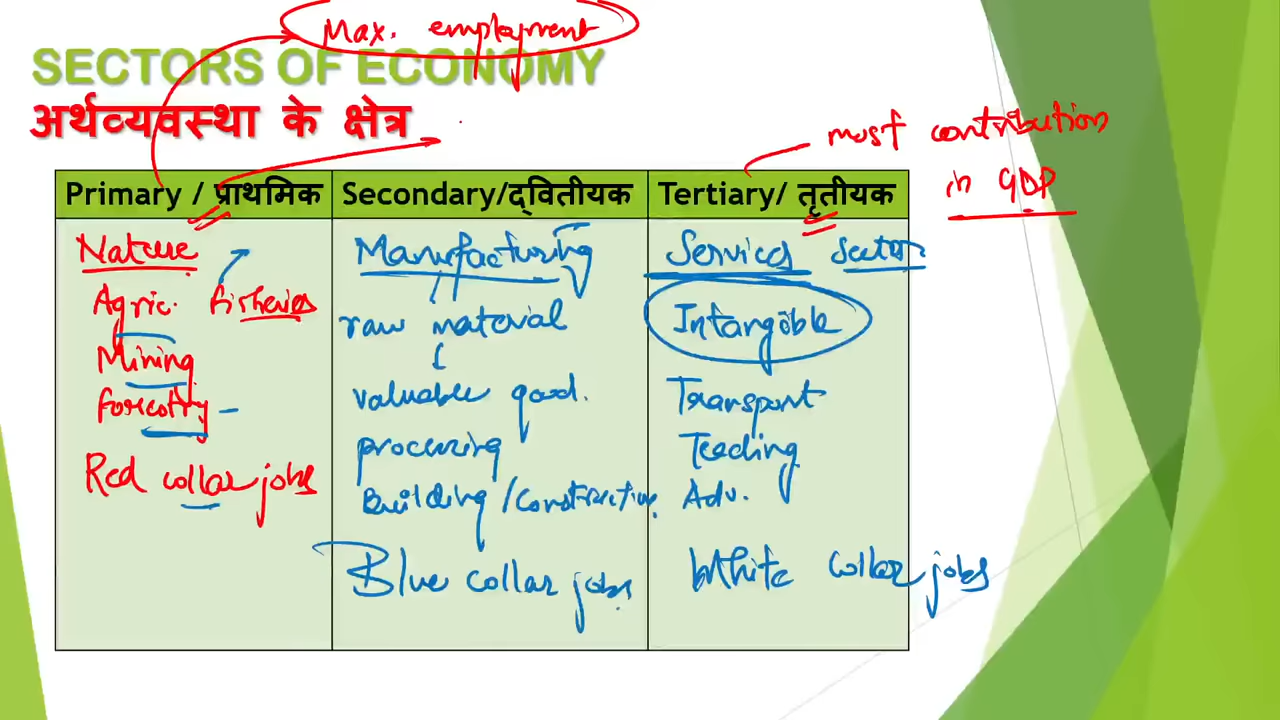 Max. employment
SECTORS OF ECONOMY
अर्थव्यवस्था के क्षेत्र
most contribution
in GDP
Primary / प्राथमिक Secondary/द्वितीयक Tertiary/ तृतीयक
Nature Manufacturing Services sector
Agric. fisheries raw material Intangible
Mining
forestry valuable good. Transport
processing Trading
Red collar jobs Building /Construction Adv.
Blue collar jobs White collar jobs